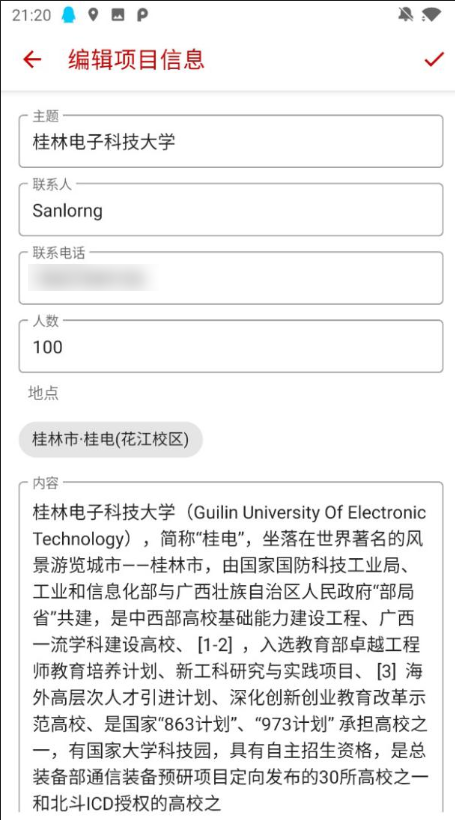 21:20
编辑项目信息
主题
桂林电子科技大学
联系人
Sanlorng
联系电话
人数
100
地点
桂林市·桂电(花江校区)
内容
桂林电子科技大学（Guilin University Of Electronic
Technology），简称“桂电”，坐落在世界著名的风
景游览城市——桂林市，由国家国防科技工业局、
工业和信息化部与广西壮族自治区人民政府“部局
省”共建，是中西部高校基础能力建设工程、广西
一流学科建设高校、 [1-2] ，入选教育部卓越工程
师教育培养计划、新工科研究与实践项目、 [3] 海
外高层次人才引进计划、深化创新创业教育改革示
范高校、是国家“863计划”、“973计划” 承担高校之
一，有国家大学科技园，具有自主招生资格，是总
装备部通信装备预研项目定向发布的30所高校之一
和北斗ICD授权的高校之